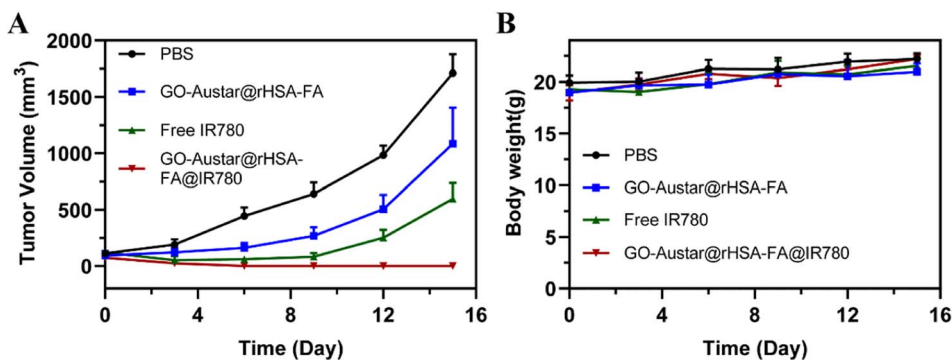 A
Tumor Volume (mm³)
2000
1500
1000
500
0
PBS
GO-Austar@rHSA-FA
Free IR780
GO-Austar@rHSA-
FA@IR780
0 4 8 12 16
Time (Day)
B
Body weight(g)
25
20
15
10
5
0
PBS
GO-Austar@rHSA-FA
Free IR780
GO-Austar@rHSA-FA@IR780
0 4 8 12 16
Time (Day)